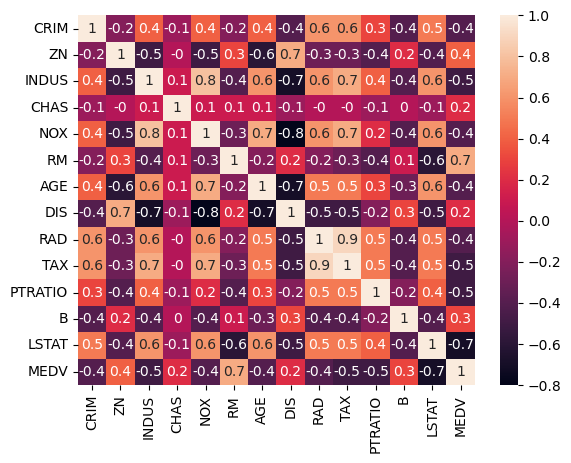 CRIM 1 -0.2 0.4 -0.1 0.4 -0.2 0.4 -0.4 0.6 0.6 0.3 -0.4 0.5 -0.4
ZN -0.2 1 -0.5 -0 -0.5 0.3 -0.6 0.7 -0.3 -0.3 -0.4 0.2 -0.4 0.4
INDUS 0.4 -0.5 1 0.1 0.8 -0.4 0.6 -0.7 0.6 0.7 0.4 -0.4 0.6 -0.5
CHAS -0.1 -0 0.1 1 0.1 0.1 0.1 -0.1 -0 -0 -0.1 0 -0.1 0.2
NOX 0.4 -0.5 0.8 0.1 1 -0.3 0.7 -0.8 0.6 0.7 0.2 -0.4 0.6 -0.4
RM -0.2 0.3 -0.4 0.1 -0.3 1 -0.2 0.2 -0.2 -0.3 -0.4 0.1 -0.6 0.7
AGE 0.4 -0.6 0.6 0.1 0.7 -0.2 1 -0.7 0.5 0.5 0.3 -0.3 0.6 -0.4
DIS -0.4 0.7 -0.7 -0.1 -0.8 0.2 -0.7 1 -0.5 -0.5 -0.2 0.3 -0.5 0.2
RAD 0.6 -0.3 0.6 -0 0.6 -0.2 0.5 -0.5 1 0.9 0.5 -0.4 0.5 -0.4
TAX 0.6 -0.3 0.7 -0 0.7 -0.3 0.5 -0.5 0.9 1 0.5 -0.4 0.5 -0.5
PTRATIO 0.3 -0.4 0.4 -0.1 0.2 -0.4 0.3 -0.2 0.5 0.5 1 -0.2 0.4 -0.5
B -0.4 0.2 -0.4 0 -0.4 0.1 -0.3 0.3 -0.4 -0.4 -0.2 1 -0.4 0.3
LSTAT 0.5 -0.4 0.6 -0.1 0.6 -0.6 0.6 -0.5 0.5 0.5 0.4 -0.4 1 -0.7
MEDV -0.4 0.4 -0.5 0.2 -0.4 0.7 -0.4 0.2 -0.4 -0.5 -0.5 0.3 -0.7 1
CRIM ZN INDUS CHAS NOX RM AGE DIS RAD TAX PTRATIO B LSTAT MEDV
1.0
0.8
0.6
0.4
0.2
0.0
−0.2
−0.4
−0.6
−0.8